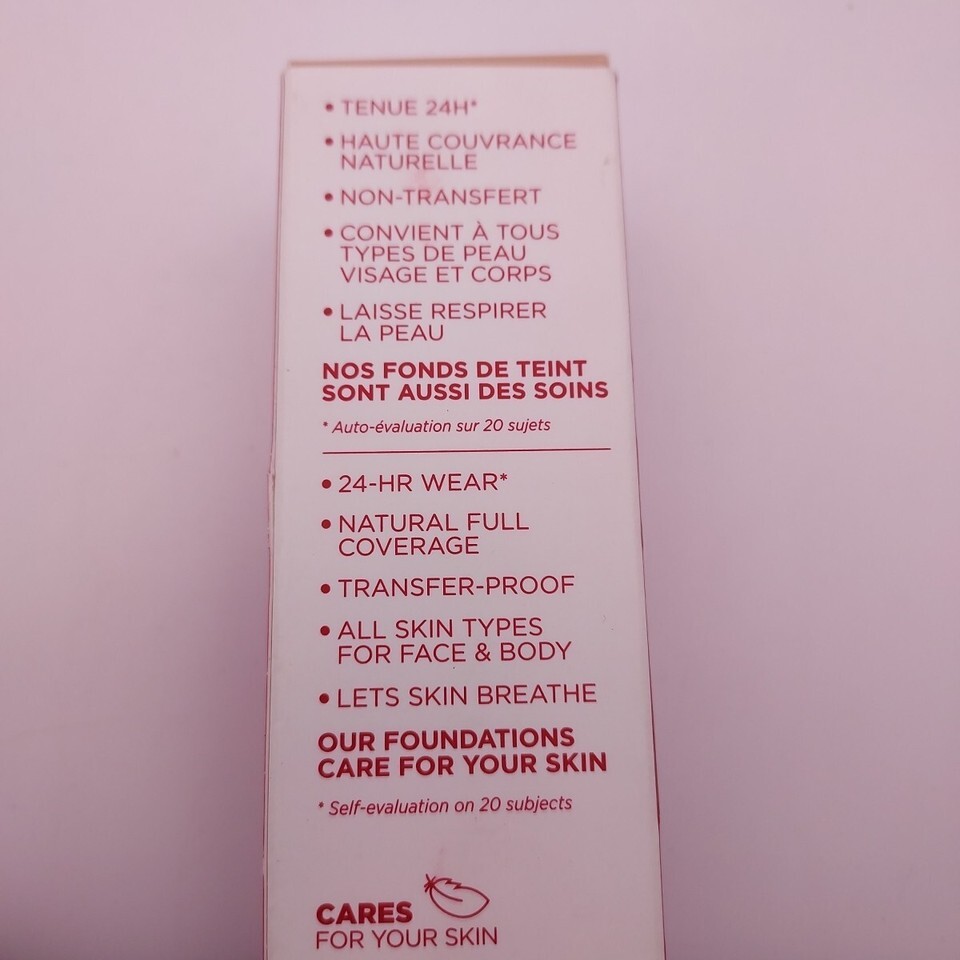 • TENUE 24H*
• HAUTE COUVRANCE
NATURELLE
• NON-TRANSFERT
• CONVIENT À TOUS
TYPES DE PEAU
VISAGE ET CORPS
• LAISSE RESPIRER
LA PEAU
NOS FONDS DE TEINT
SONT AUSSI DES SOINS
* Auto-évaluation sur 20 sujets
• 24-HR WEAR*
• NATURAL FULL
COVERAGE
• TRANSFER-PROOF
• ALL SKIN TYPES
FOR FACE & BODY
• LETS SKIN BREATHE
OUR FOUNDATIONS
CARE FOR YOUR SKIN
* Self-evaluation on 20 subjects
CARES
FOR YOUR SKIN